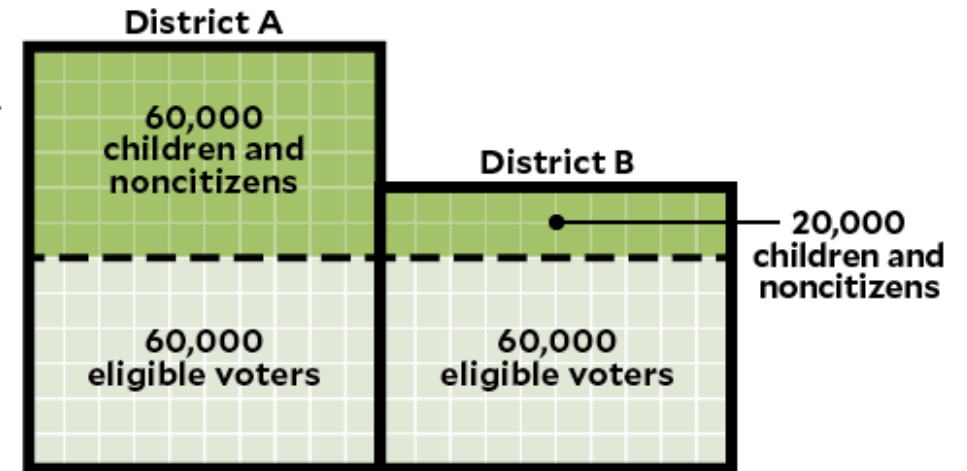 District A
60,000
children and
noncitizens
60,000
eligible voters
District B
20,000
children and
noncitizens
60,000
eligible voters